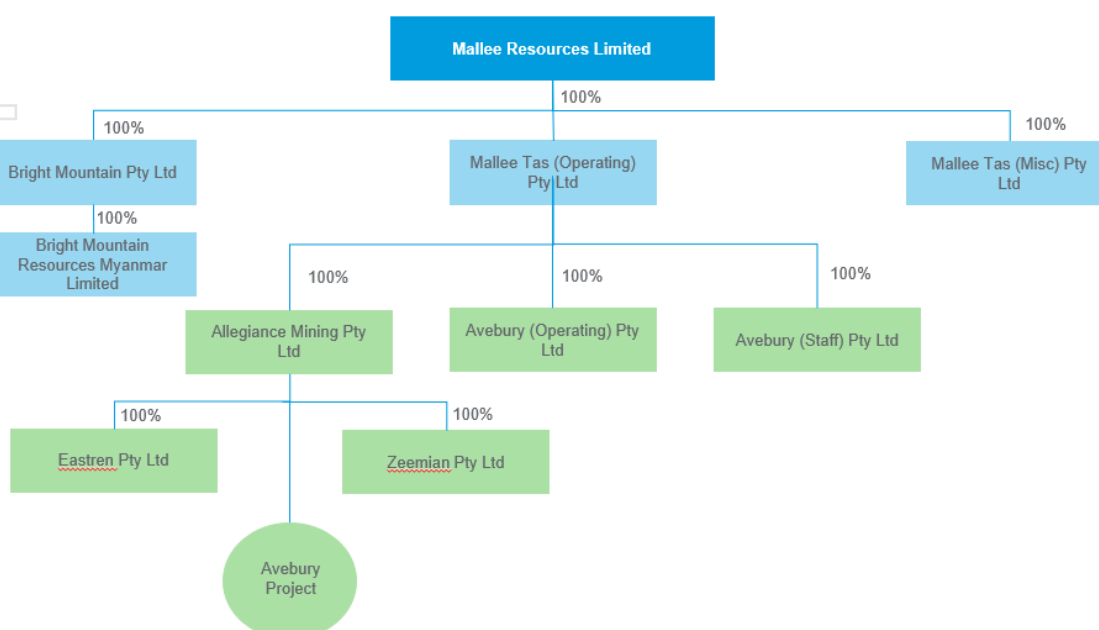 Mallee Resources Limited
100%
100%
100%
Bright Mountain Pty Ltd
Mallee Tas (Operating)
Pty Ltd
Mallee Tas (Misc) Pty
Ltd
100%
Bright Mountain
Resources Myanmar
Limited
100%
100%
100%
Allegiance Mining Pty
Ltd
Avebury (Operating) Pty
Ltd
Avebury (Staff) Pty Ltd
100%
100%
Eastren Pty Ltd
Zeemian Pty Ltd
Avebury
Project